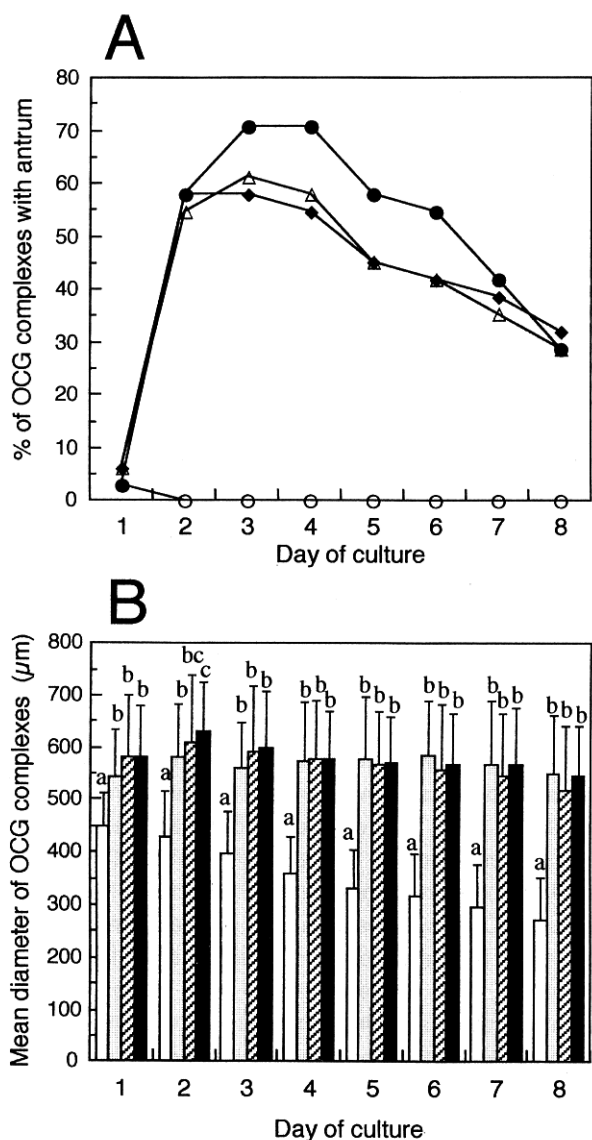 A
% of OCG complexes with antrum
80
70
60
50
40
30
20
10
0
1 2 3 4 5 6 7 8
Day of culture
B
Mean diameter of OCG complexes (µm)
800
700
600
500
400
300
200
100
0
a b b b
a b bc c
a b b b
a b b b
a b b b
a b b b
a b b b
a b b b
1 2 3 4 5 6 7 8
Day of culture